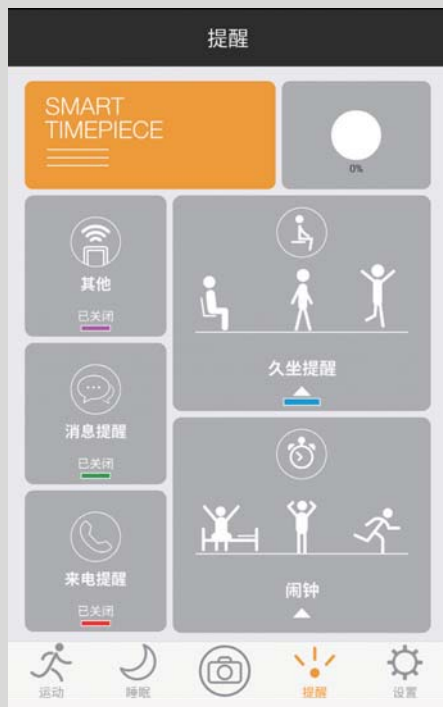 提醒
SMART
TIMEPIECE
0%
其他
已关闭
久坐提醒
消息提醒
已关闭
闹钟
来电提醒
已关闭
运动
睡眠
提醒
设置